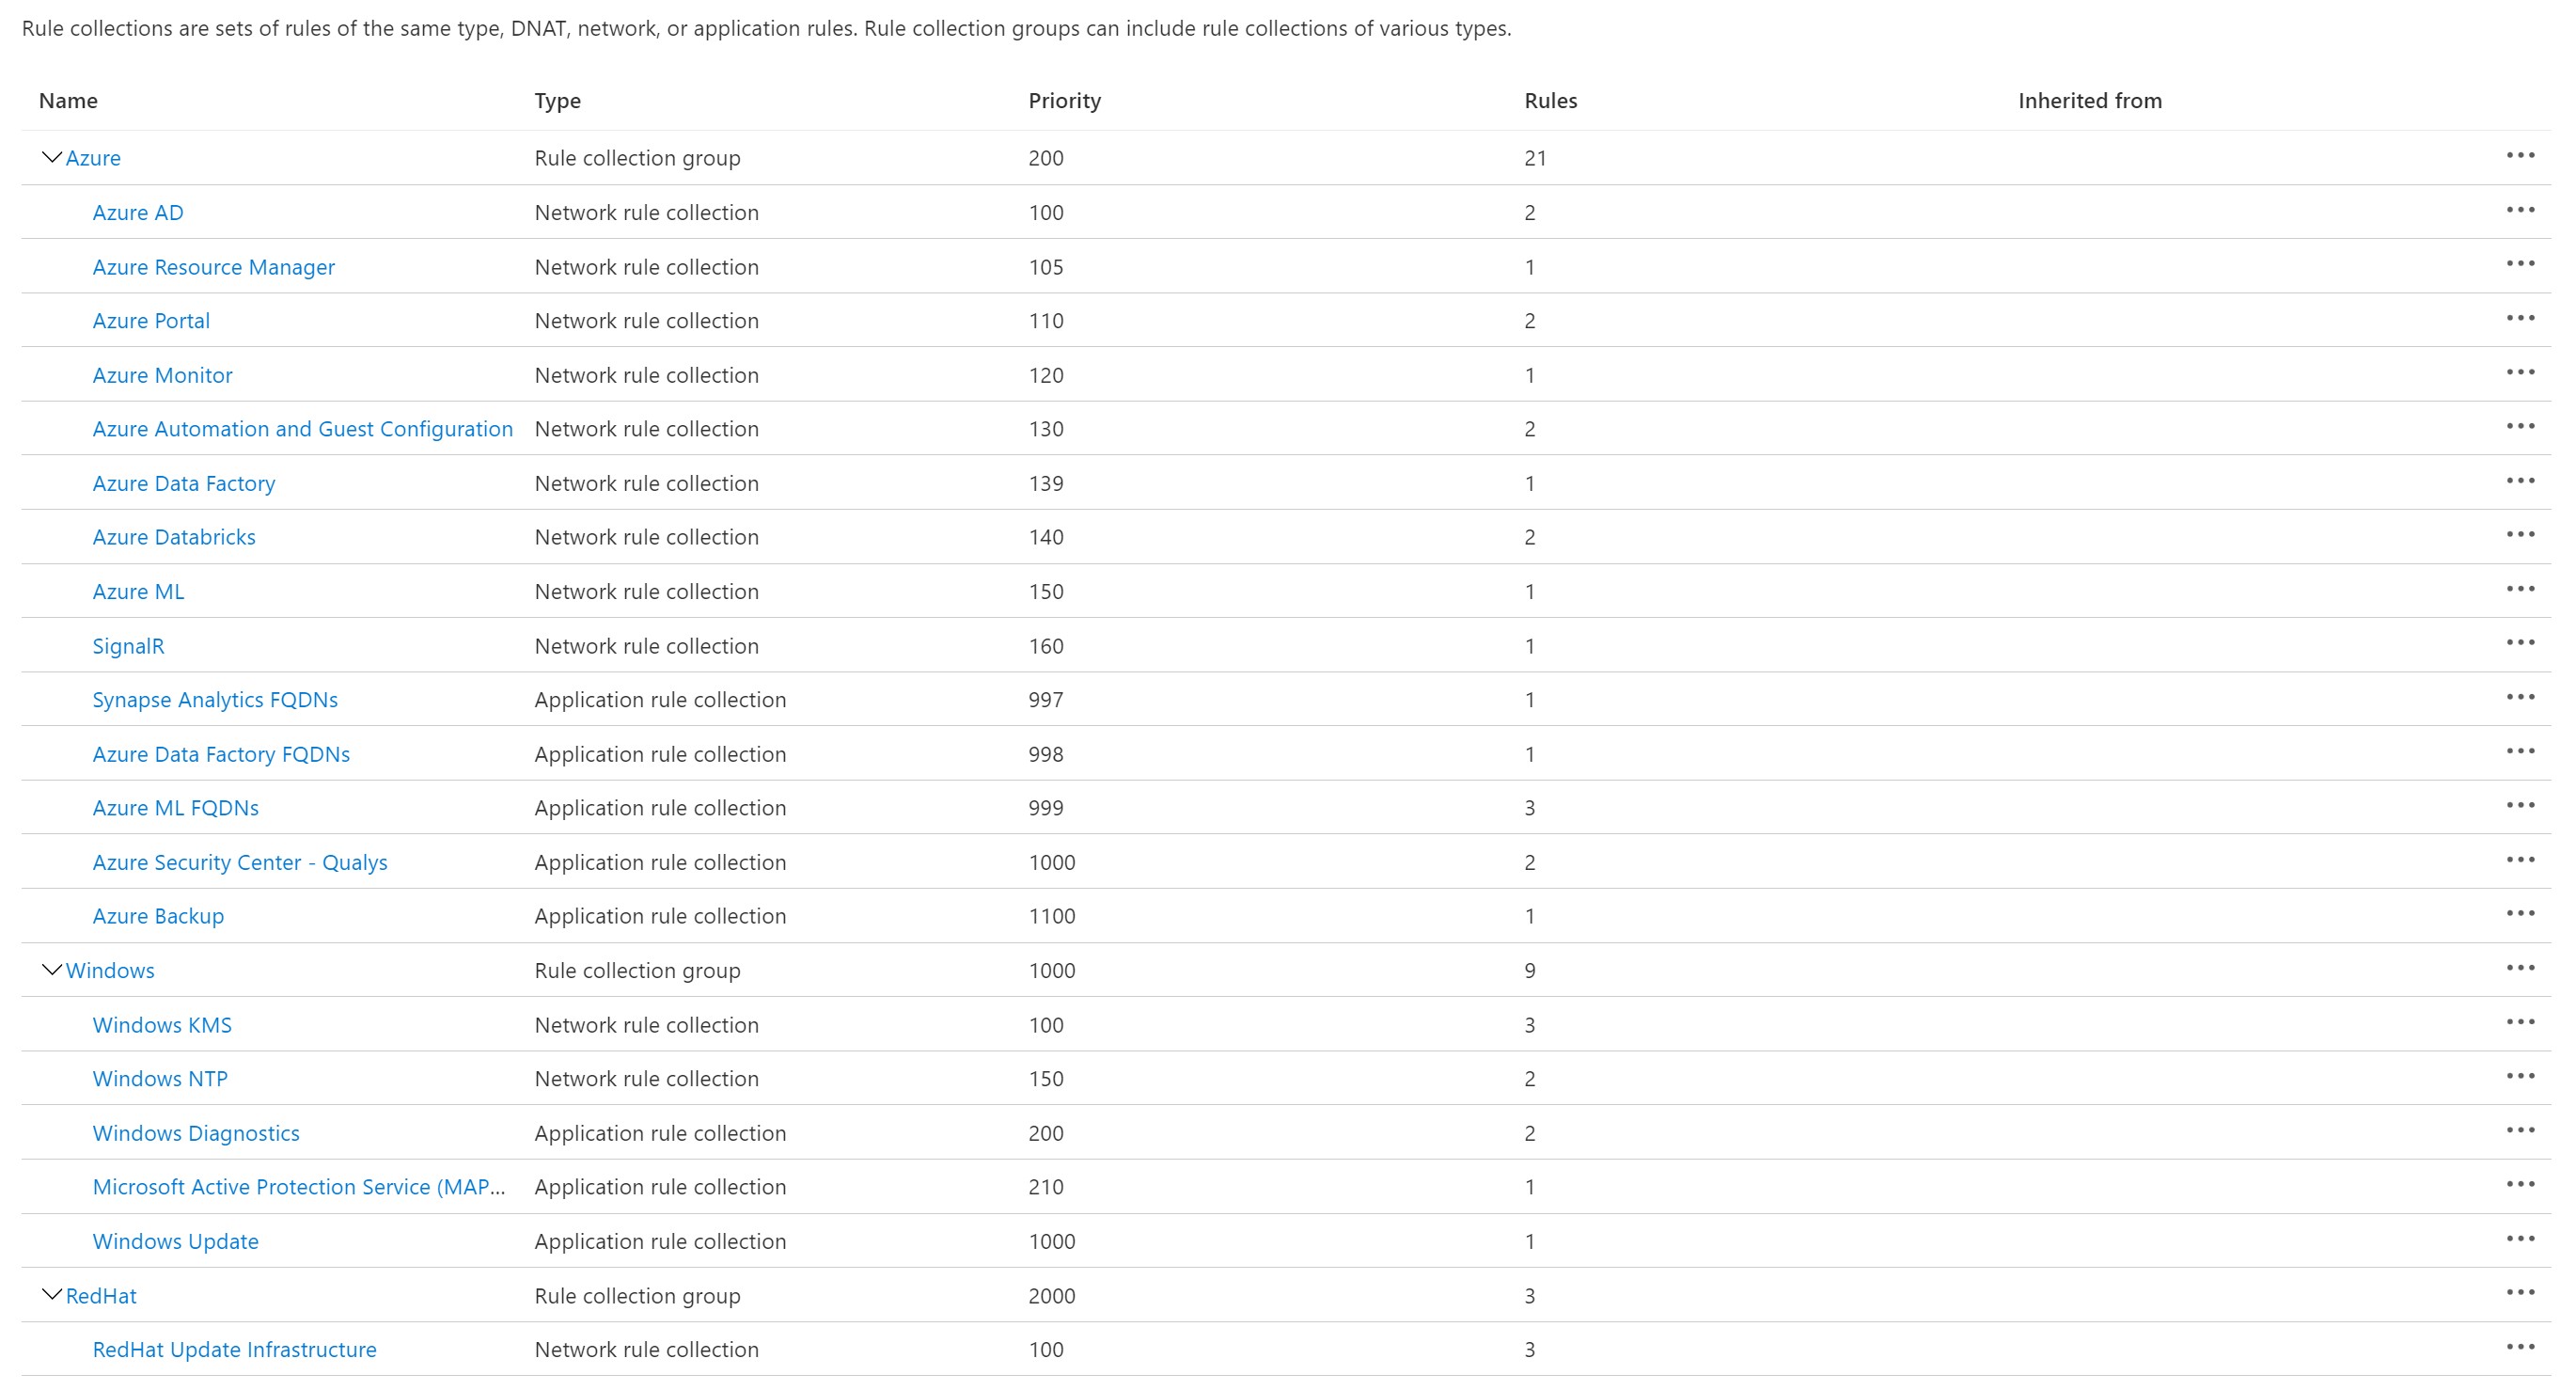 Rule collections are sets of rules of the same type, DNAT, network, or application rules. Rule collection groups can include rule collections of various types.
Name Type Priority Rules Inherited from
Azure Rule collection group 200 21
Azure AD Network rule collection 100 2
Azure Resource Manager Network rule collection 105 1
Azure Portal Network rule collection 110 2
Azure Monitor Network rule collection 120 1
Azure Automation and Guest Configuration Network rule collection 130 2
Azure Data Factory Network rule collection 139 1
Azure Databricks Network rule collection 140 2
Azure ML Network rule collection 150 1
SignalR Network rule collection 160 1
Synapse Analytics FQDNs Application rule collection 997 1
Azure Data Factory FQDNs Application rule collection 998 1
Azure ML FQDNs Application rule collection 999 3
Azure Security Center - Qualys Application rule collection 1000 2
Azure Backup Application rule collection 1100 1
Windows Rule collection group 1000 9
Windows KMS Network rule collection 100 3
Windows NTP Network rule collection 150 2
Windows Diagnostics Application rule collection 200 2
Microsoft Active Protection Service (MAP... Application rule collection 210 1
Windows Update Application rule collection 1000 1
RedHat Rule collection group 2000 3
RedHat Update Infrastructure Network rule collection 100 3